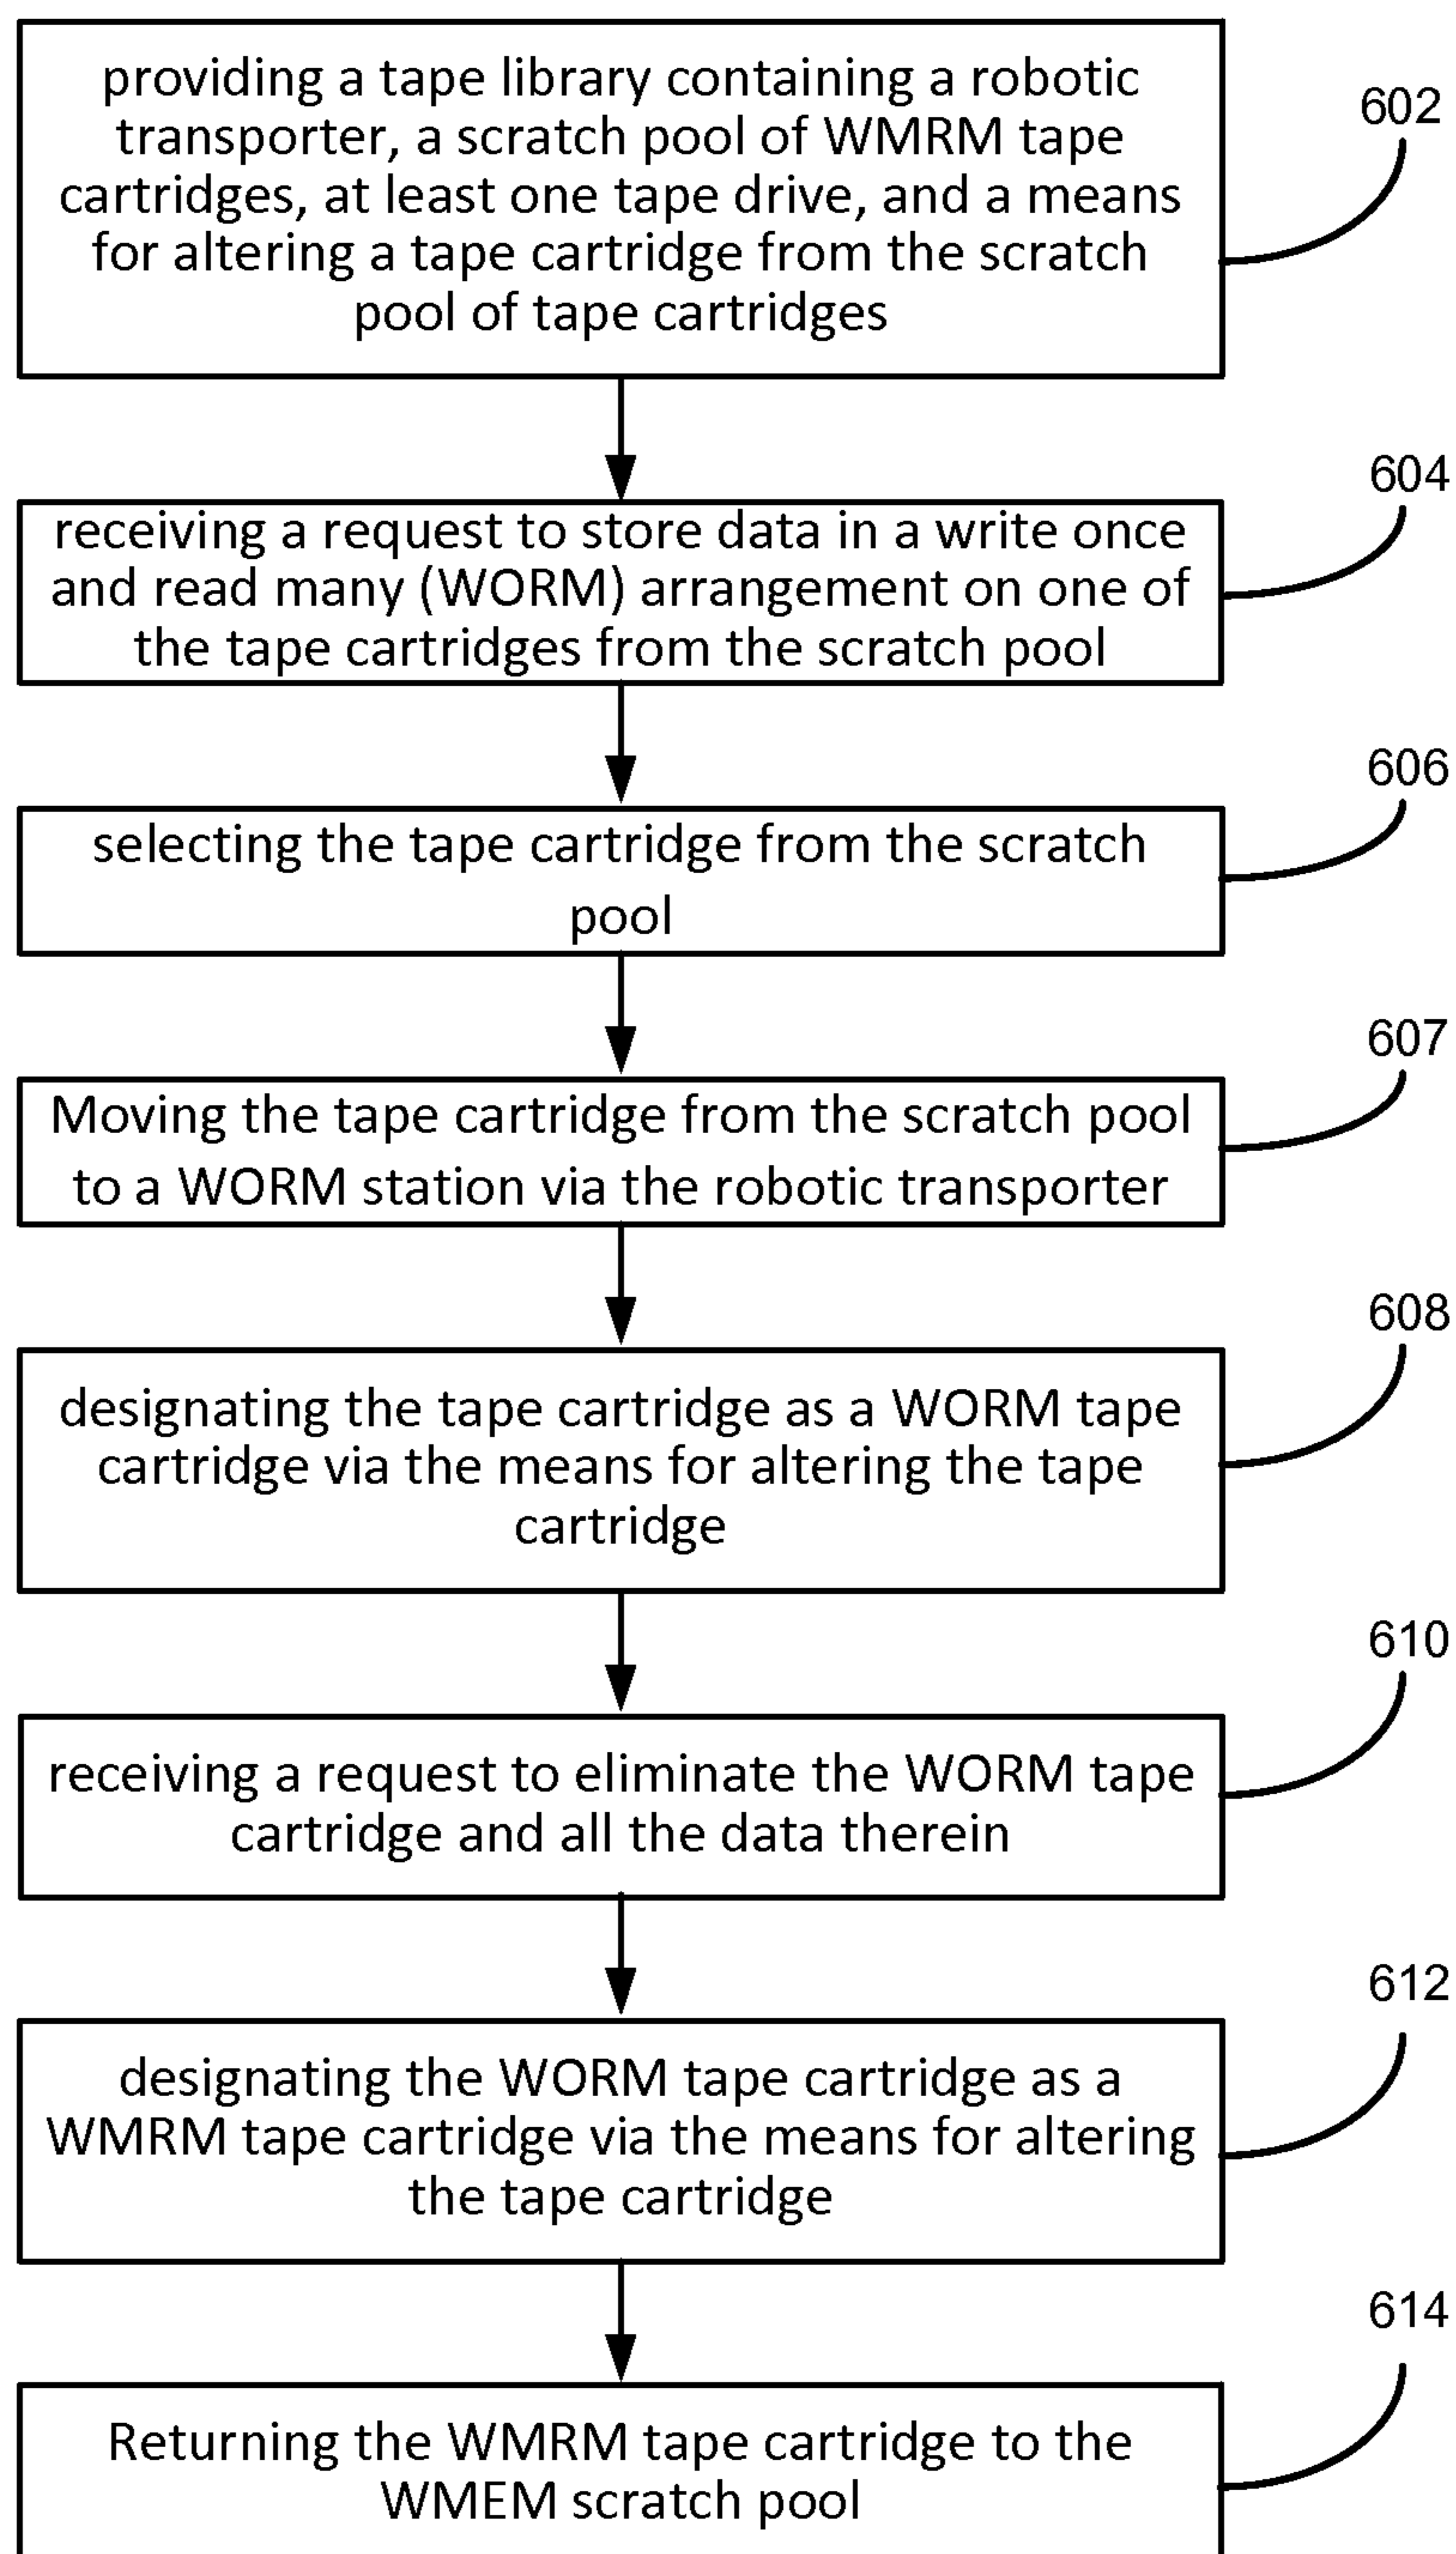 providing a tape library containing a robotic
transporter, a scratch pool of WMRM tape
cartridges, at least one tape drive, and a means
for altering a tape cartridge from the scratch
pool of tape cartridges
602
receiving a request to store data in a write once
and read many (WORM) arrangement on one of
the tape cartridges from the scratch pool
604
selecting the tape cartridge from the scratch
pool
606
Moving the tape cartridge from the scratch pool
to a WORM station via the robotic transporter
607
designating the tape cartridge as a WORM tape
cartridge via the means for altering the tape
cartridge
608
receiving a request to eliminate the WORM tape
cartridge and all the data therein
610
designating the WORM tape cartridge as a
WMRM tape cartridge via the means for altering
the tape cartridge
612
Returning the WMRM tape cartridge to the
WMEM scratch pool
614